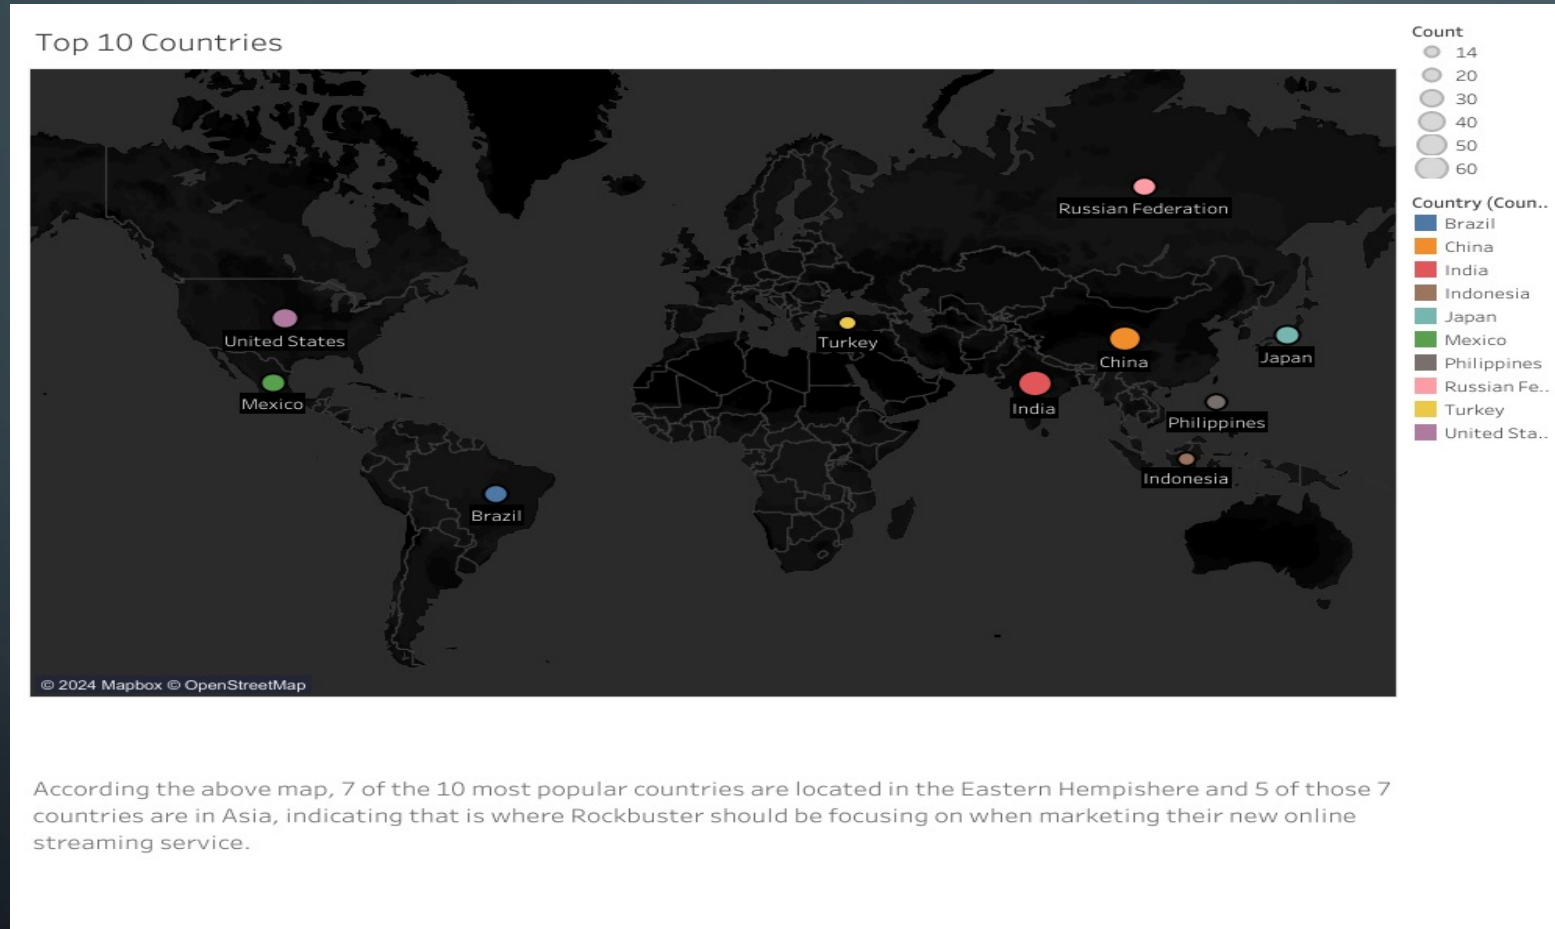 Top 10 Countries
Count
14
20
30
40
50
60
Country (Coun..
Brazil
China
India
Indonesia
Japan
Mexico
Philippines
Russian Fe..
Turkey
United Sta..
Russian Federation
United States
Turkey
China
Japan
Mexico
India
Philippines
Indonesia
Brazil
© 2024 Mapbox © OpenStreetMap
According the above map, 7 of the 10 most popular countries are located in the Eastern Hempishere and 5 of those 7
countries are in Asia, indicating that is where Rockbuster should be focusing on when marketing their new online
streaming service.